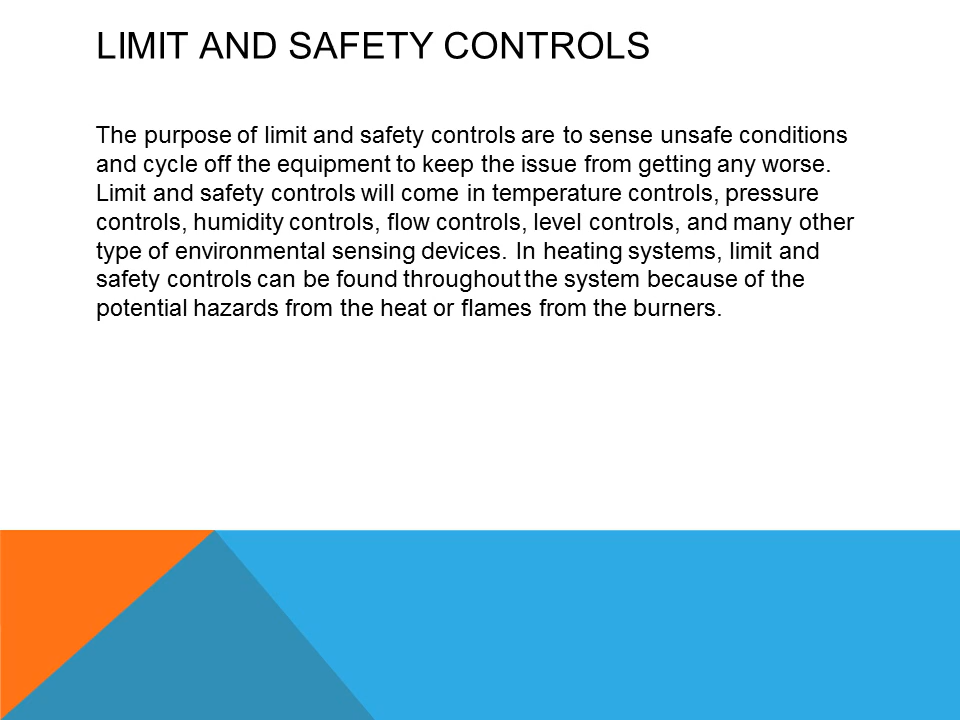 LIMIT AND SAFETY CONTROLS
The purpose of limit and safety controls are to sense unsafe conditions
and cycle off the equipment to keep the issue from getting any worse.
Limit and safety controls will come in temperature controls, pressure
controls, humidity controls, flow controls, level controls, and many other
type of environmental sensing devices. In heating systems, limit and
safety controls can be found throughout the system because of the
potential hazards from the heat or flames from the burners.